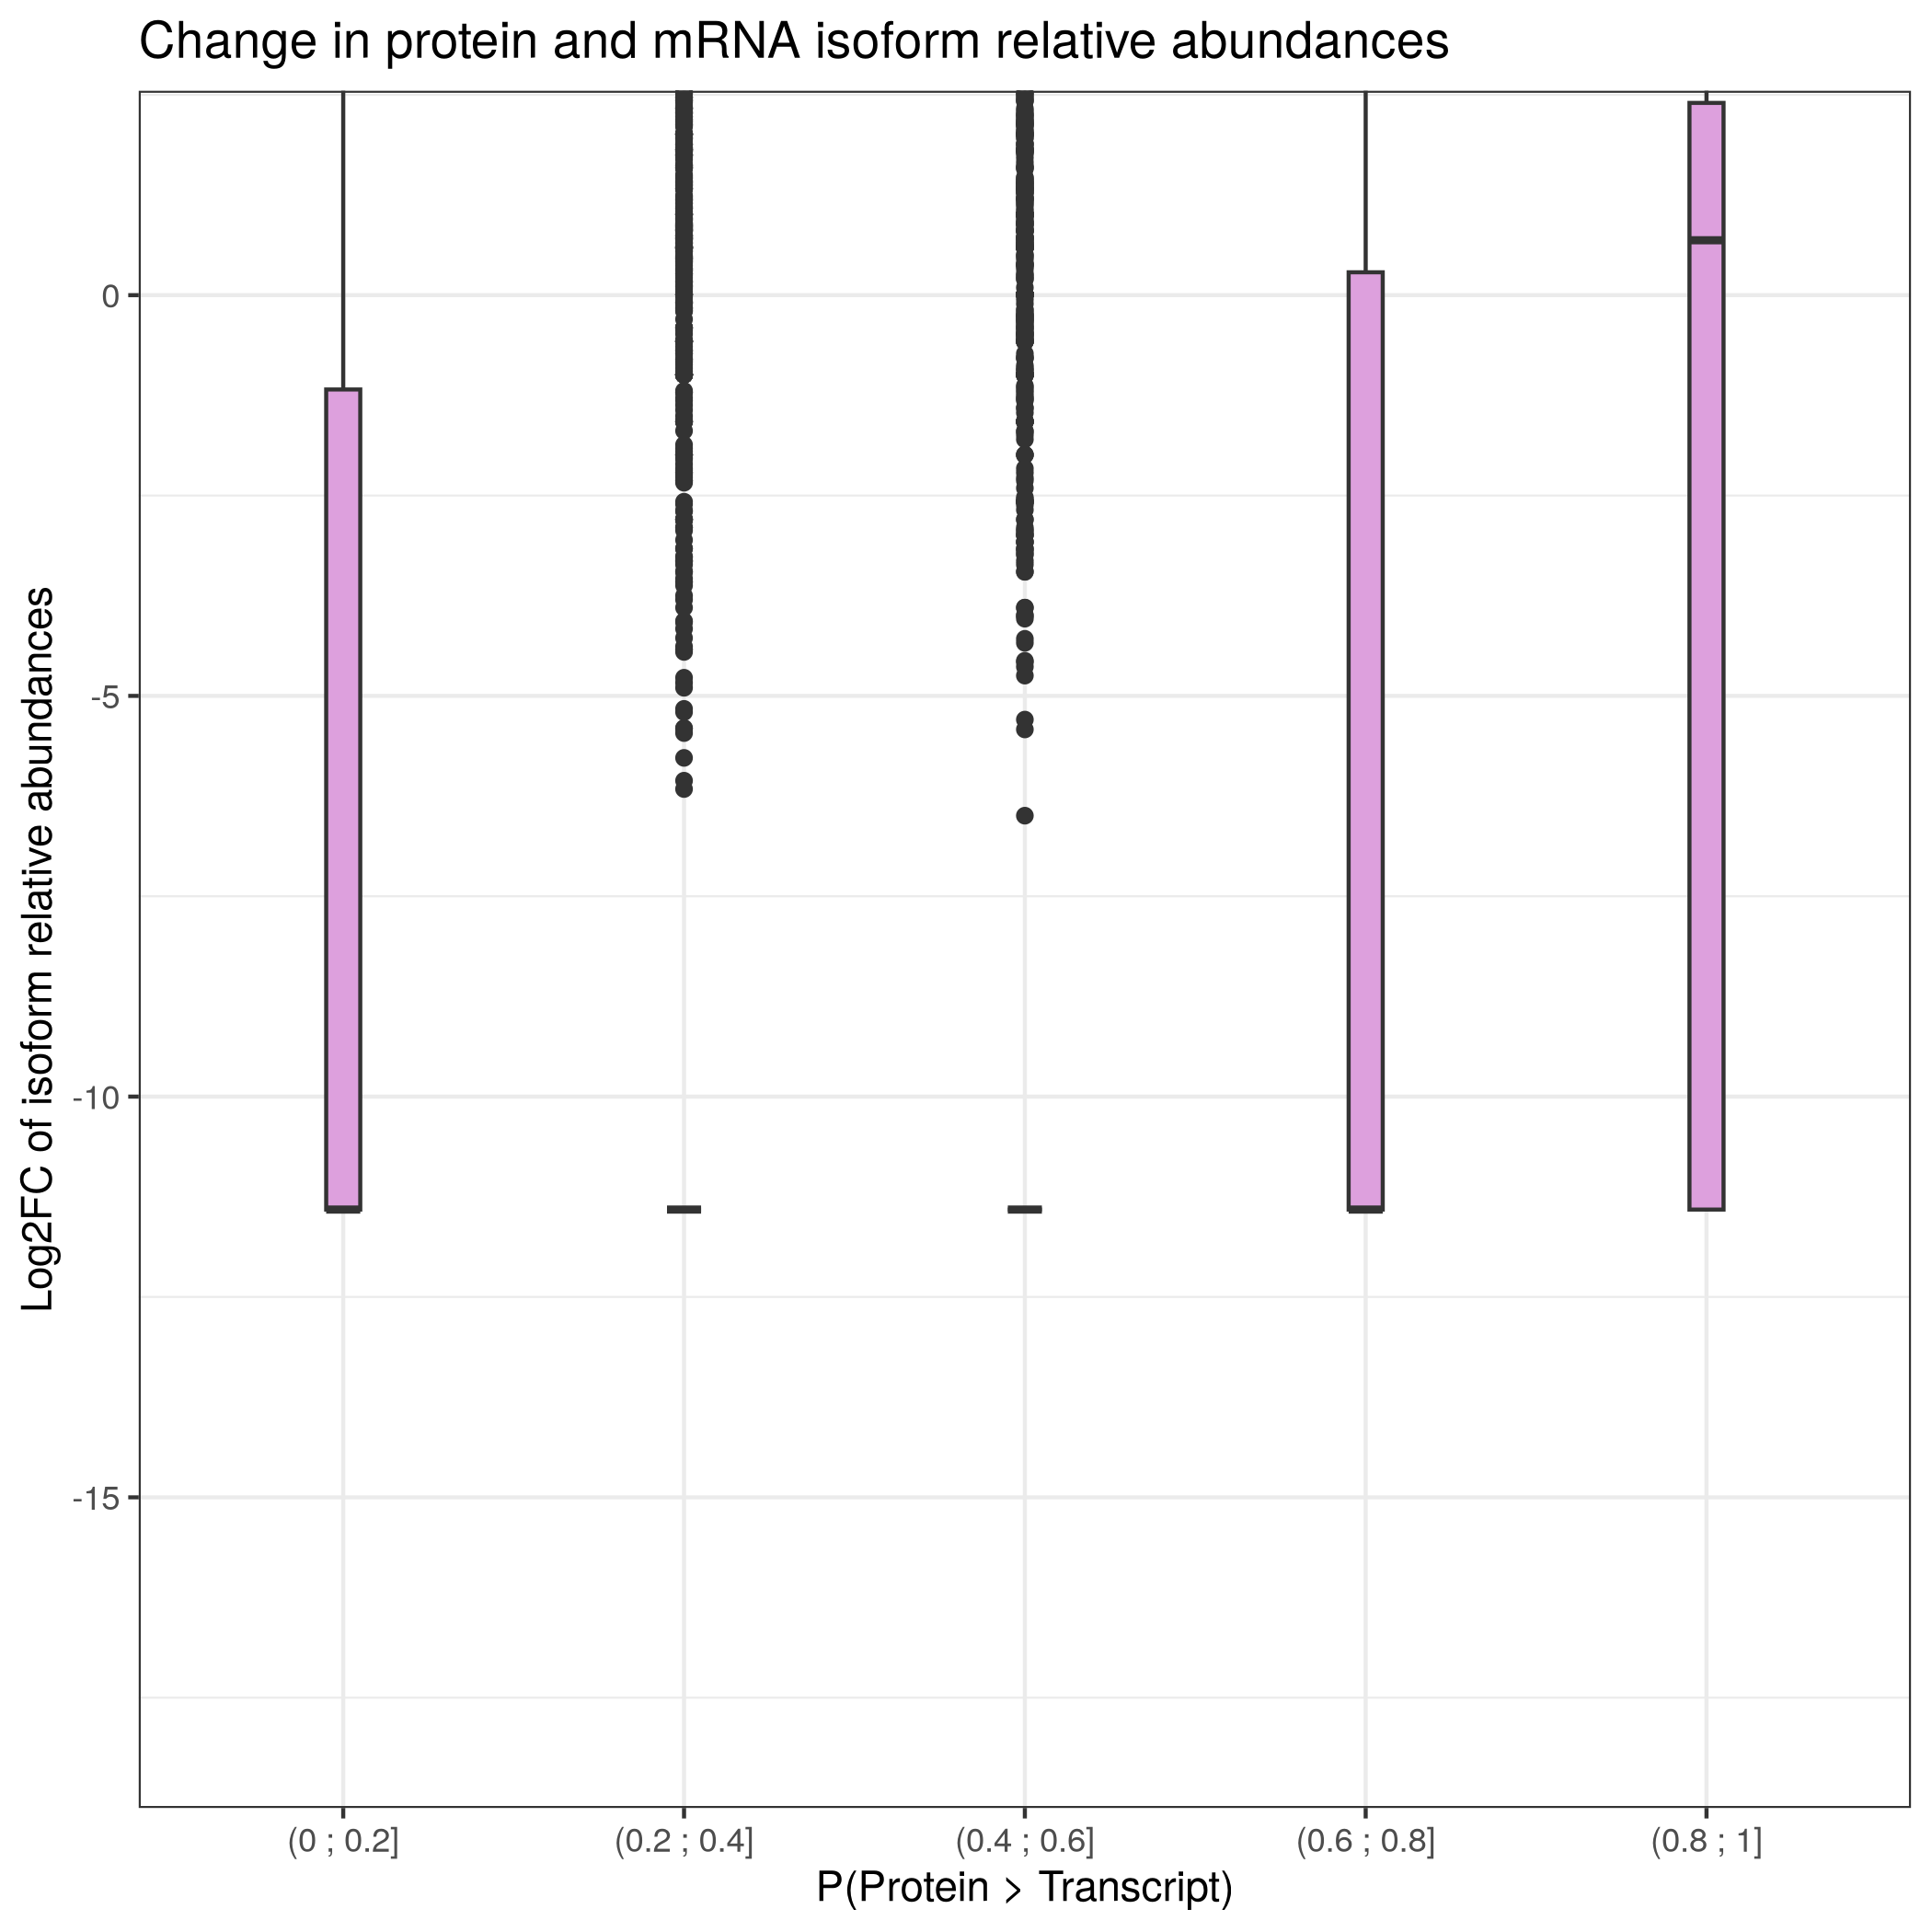 Change in protein and mRNA isoform relative abundances
Log2FC of isoform relative abundances
0
-5
-10
-15
(0 ; 0.2]
(0.2 ; 0.4]
(0.4 ; 0.6]
(0.6 ; 0.8]
(0.8 ; 1]
P(Protein > Transcript)